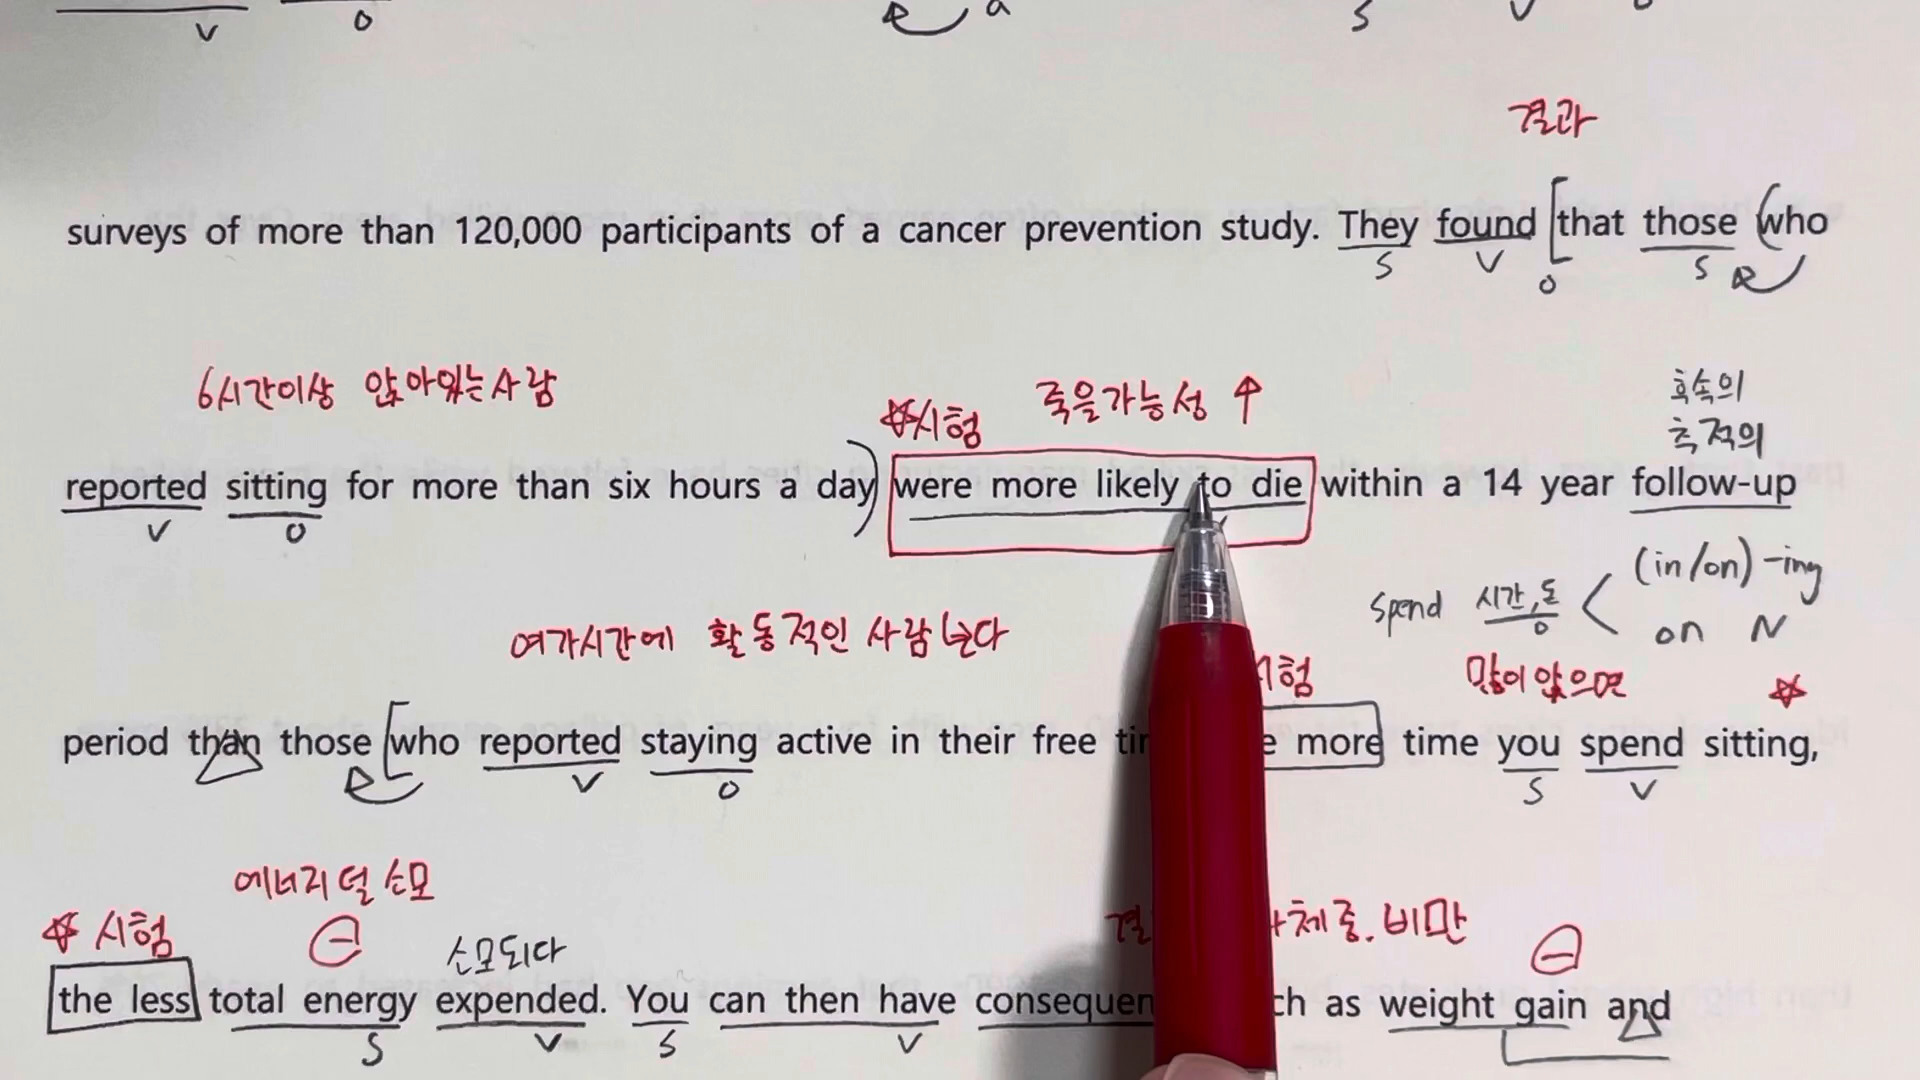 V O a S V
결과
surveys of more than 120,000 participants of a cancer prevention study. They found [that those (who
S V O S
6시간이상 앉아있는사람 ☆시험 죽을가능성 ↑ 후속의
추적의
reported sitting for more than six hours a day) were more likely to die within a 14 year follow-up
V O
spend 시간,돈 < (in/on) -ing
O on N
여가시간에 활동적인 사람보다 많이 앉으면 ☆
period than those [who reported staying active in their free more time you spend sitting,
V O S V
에너지 덜 소모
☆ 시험 ⊖ 소모되다 체중. 비만 ⊖
the less total energy expended. You can then have as weight gain and
S V S V